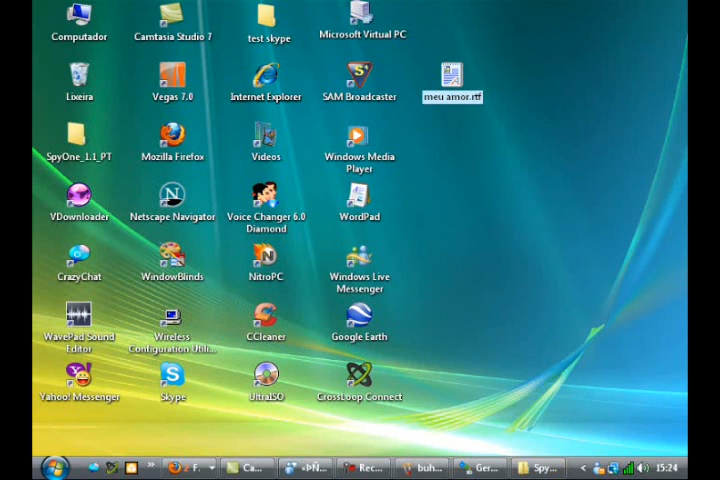 Computador
Camtasia Studio 7
test skype
Microsoft Virtual PC
Lixeira
Vegas 7.0
Internet Explorer
SAM Broadcaster
meu amor.rtf
SpyOne_1.1_PT
Mozilla Firefox
Videos
Windows Media
Player
VDownloader
Netscape Navigator
Voice Changer 6.0
Diamond
WordPad
CrazyChat
WindowBlinds
NitroPC
Windows Live
Messenger
WavePad Sound
Editor
Wireless
Configuration Utili...
CCleaner
Google Earth
Yahoo! Messenger
Skype
UltraISO
CrossLoop Connect
z F.
Ca...
«ÞÑ...
Rec...
buh...
Ger...
Spy...
15:24